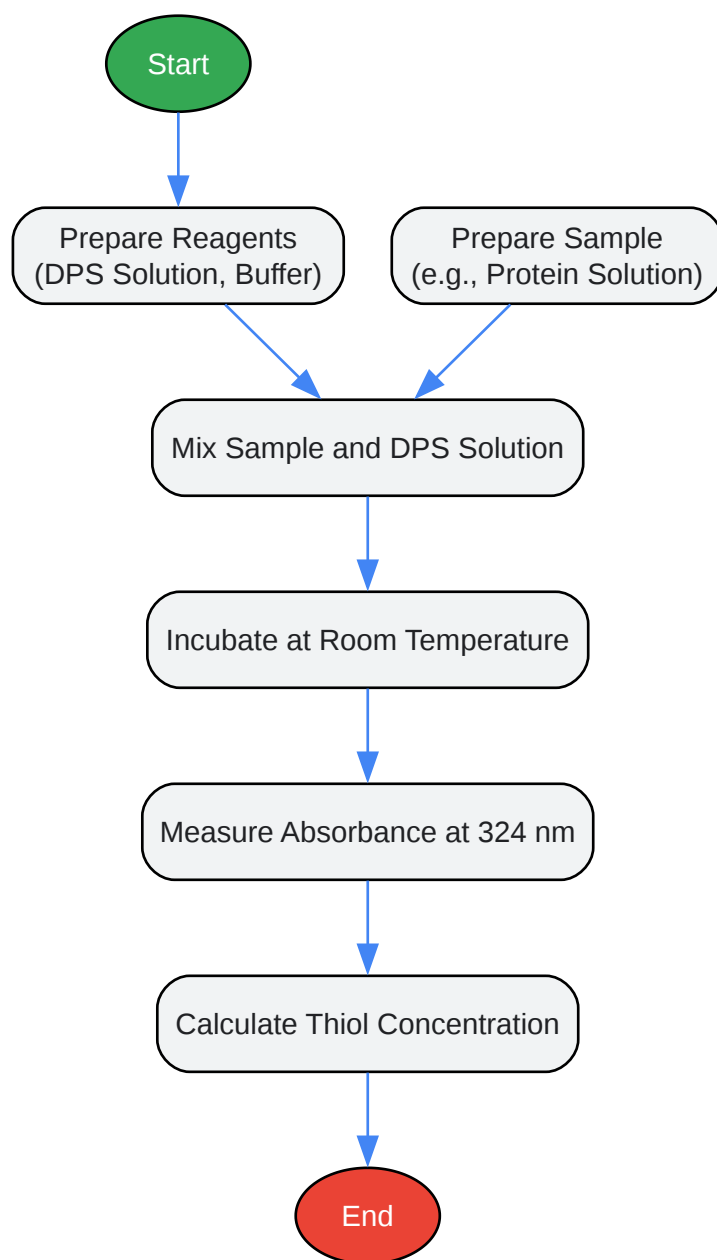 Start
Prepare Reagents
(DPS Solution, Buffer)
Prepare Sample
(e.g., Protein Solution)
Mix Sample and DPS Solution
Incubate at Room Temperature
Measure Absorbance at 324 nm
Calculate Thiol Concentration
End